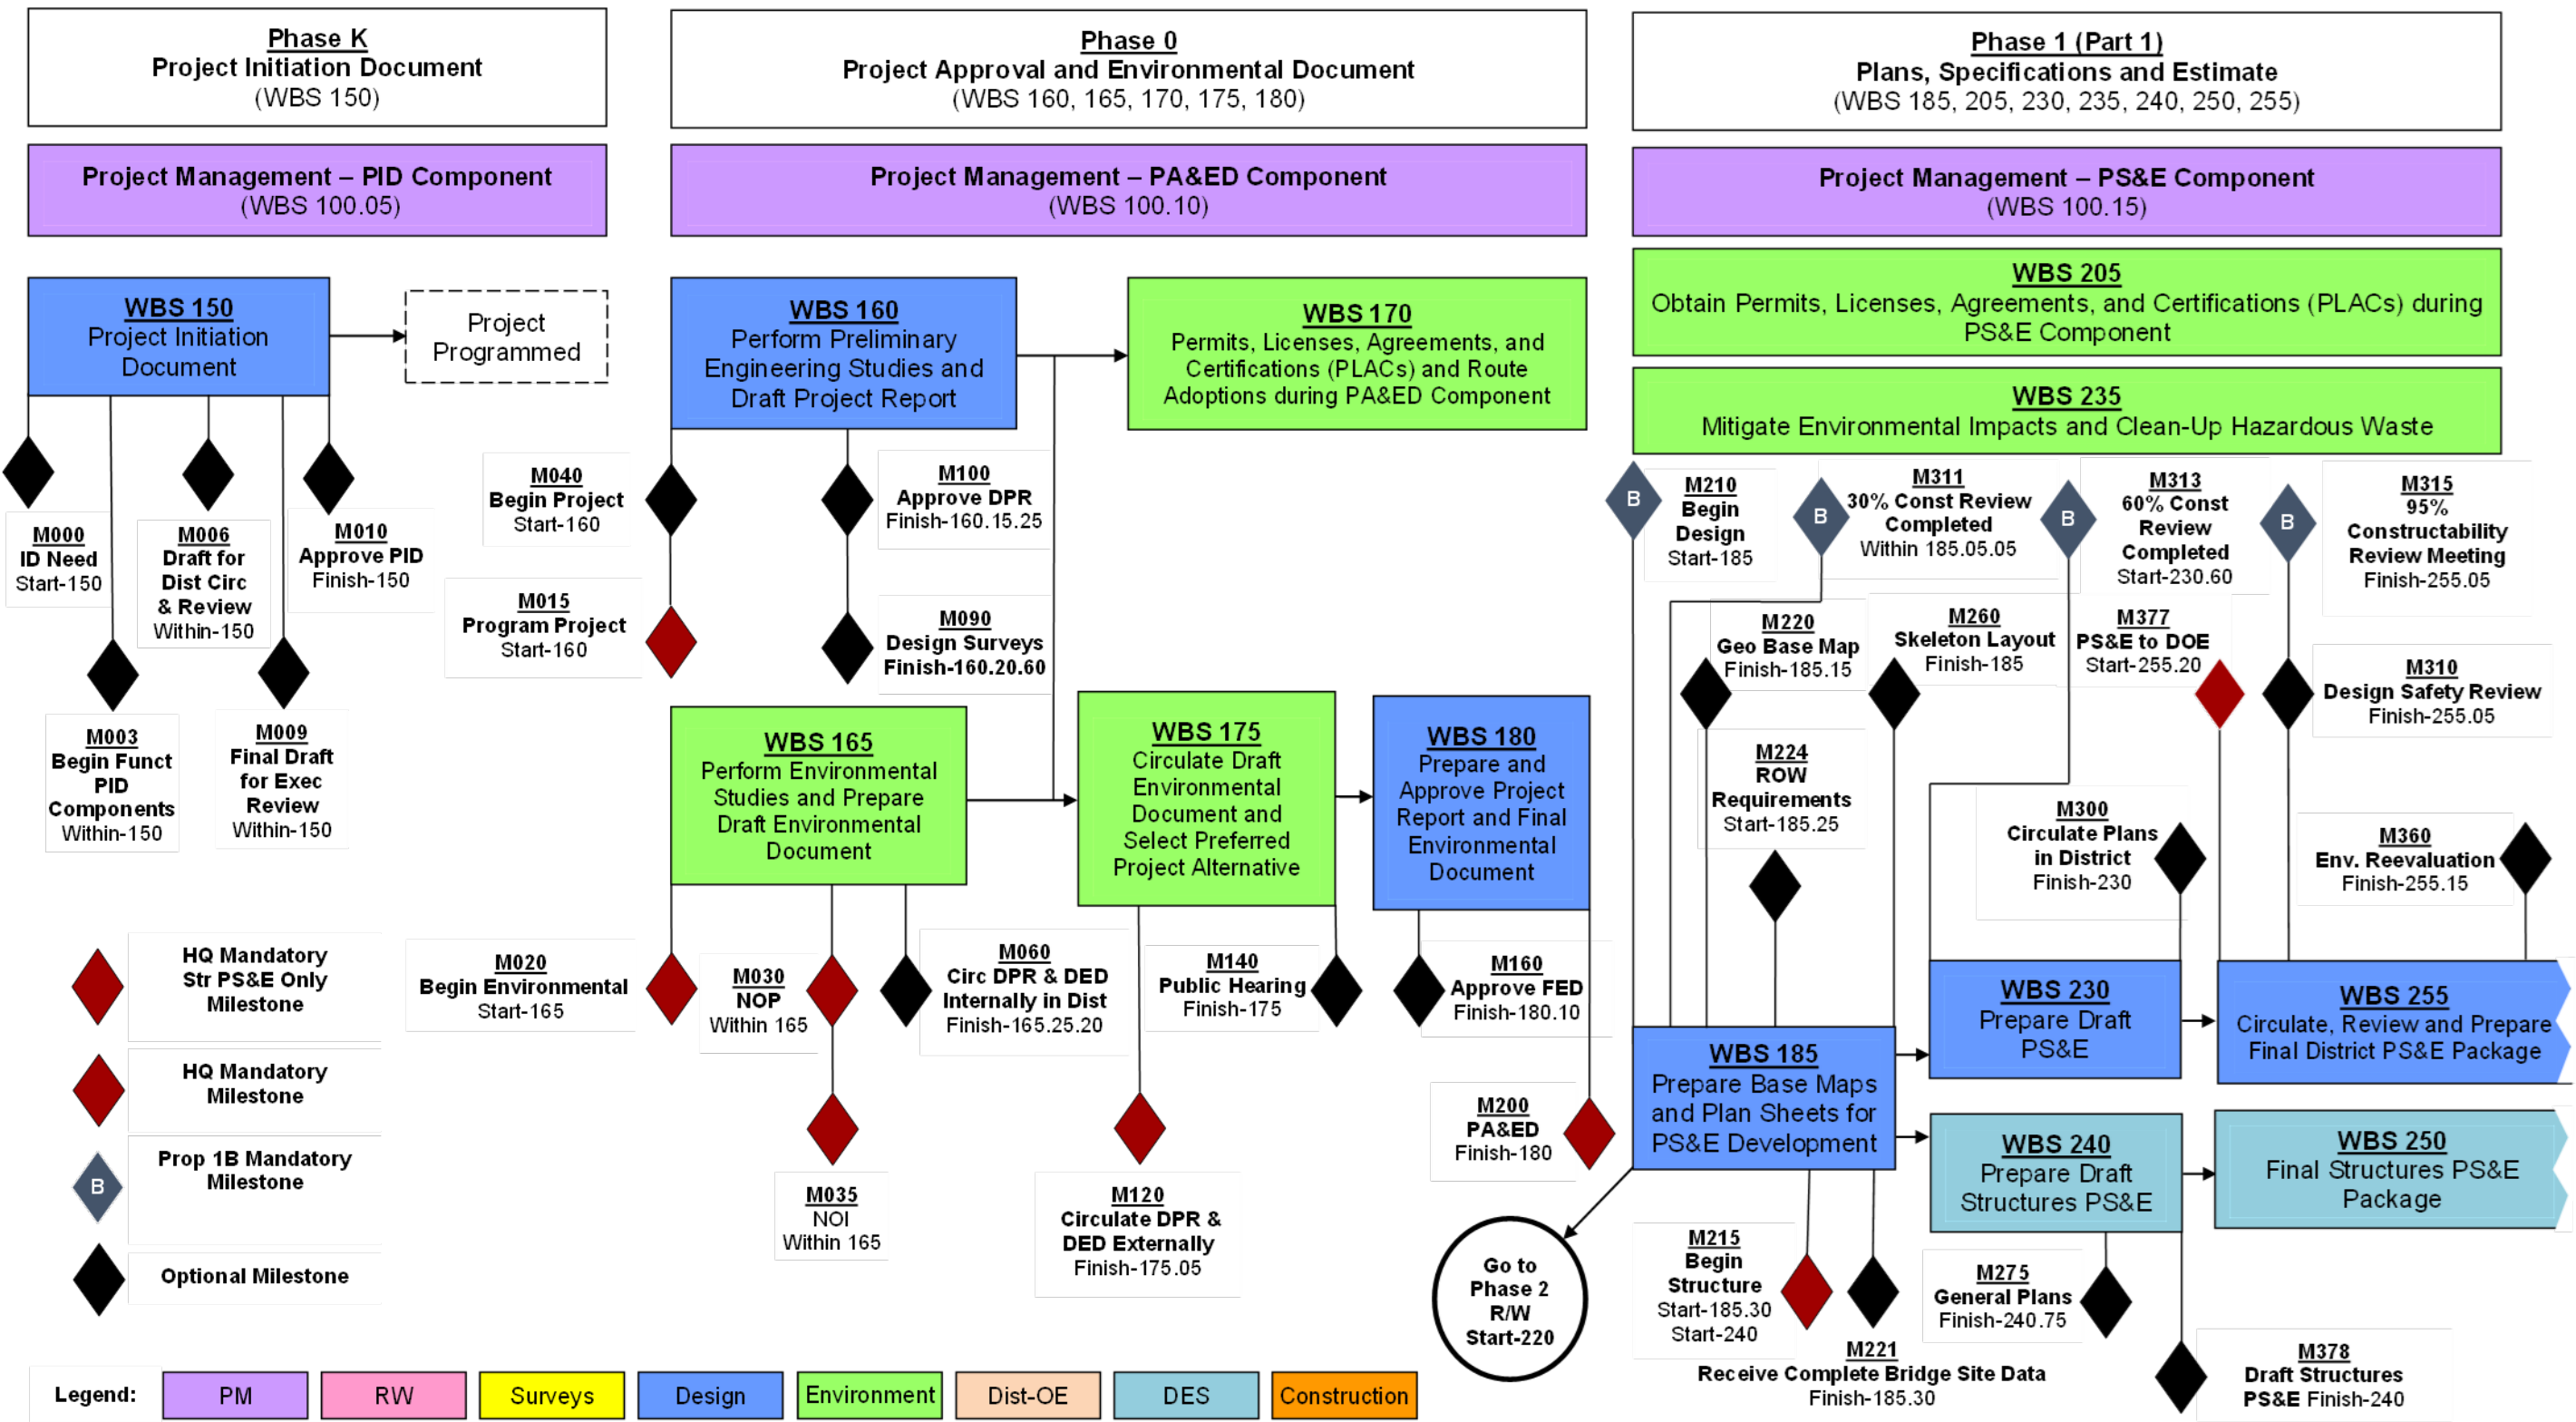 Phase K
Project Initiation Document
(WBS 150)
Phase 0
Project Approval and Environmental Document
(WBS 160, 165, 170, 175, 180)
Phase 1 (Part 1)
Plans, Specifications and Estimate
(WBS 185, 205, 230, 235, 240, 250, 255)
Project Management – PID Component
(WBS 100.05)
Project Management – PA&ED Component
(WBS 100.10)
Project Management – PS&E Component
(WBS 100.15)
WBS 150
Project Initiation
Document
Project
Programmed
M000
ID Need
Start-150
M006
Draft for
Dist Circ
& Review
Within-150
M010
Approve PID
Finish-150
M003
Begin Funct
PID
Components
Within-150
M009
Final Draft
for Exec
Review
Within-150
WBS 160
Perform Preliminary
Engineering Studies and
Draft Project Report
WBS 170
Permits, Licenses, Agreements, and
Certifications (PLACs) and Route
Adoptions during PA&ED Component
M040
Begin Project
Start-160
M100
Approve DPR
Finish-160.15.25
M015
Program Project
Start-160
M090
Design Surveys
Finish-160.20.60
WBS 165
Perform Environmental
Studies and Prepare
Draft Environmental
Document
WBS 175
Circulate Draft
Environmental
Document and
Select Preferred
Project Alternative
WBS 180
Prepare and
Approve Project
Report and Final
Environmental
Document
M020
Begin Environmental
Start-165
M030
NOP
Within 165
M060
Circ DPR & DED
Internally in Dist
Finish-165.25.20
M140
Public Hearing
Finish-175
M160
Approve FED
Finish-180.10
M035
NOI
Within 165
M120
Circulate DPR &
DED Externally
Finish-175.05
M200
PA&ED
Finish-180
WBS 205
Obtain Permits, Licenses, Agreements, and Certifications (PLACs) during
PS&E Component
WBS 235
Mitigate Environmental Impacts and Clean-Up Hazardous Waste
B
M210
Begin
Design
Start-185
B
M311
30% Const Review
Completed
Within 185.05.05
B
M313
60% Const
Review
Completed
Start-230.60
B
M315
95%
Constructability
Review Meeting
Finish-255.05
M220
Geo Base Map
Finish-185.15
M260
Skeleton Layout
Finish-185
M377
PS&E to DOE
Start-255.20
M310
Design Safety Review
Finish-255.05
M224
ROW
Requirements
Start-185.25
M300
Circulate Plans
in District
Finish-230
M360
Env. Reevaluation
Finish-255.15
WBS 185
Prepare Base Maps
and Plan Sheets for
PS&E Development
WBS 230
Prepare Draft
PS&E
WBS 255
Circulate, Review and Prepare
Final District PS&E Package
WBS 240
Prepare Draft
Structures PS&E
WBS 250
Final Structures PS&E
Package
Go to
Phase 2
R/W
Start-220
M215
Begin
Structure
Start-185.30
Start-240
M221
Receive Complete Bridge Site Data
Finish-185.30
M275
General Plans
Finish-240.75
M378
Draft Structures
PS&E Finish-240
HQ Mandatory
Str PS&E Only
Milestone
HQ Mandatory
Milestone
B
Prop 1B Mandatory
Milestone
Optional Milestone
Legend:
PM
RW
Surveys
Design
Environment
Dist-OE
DES
Construction